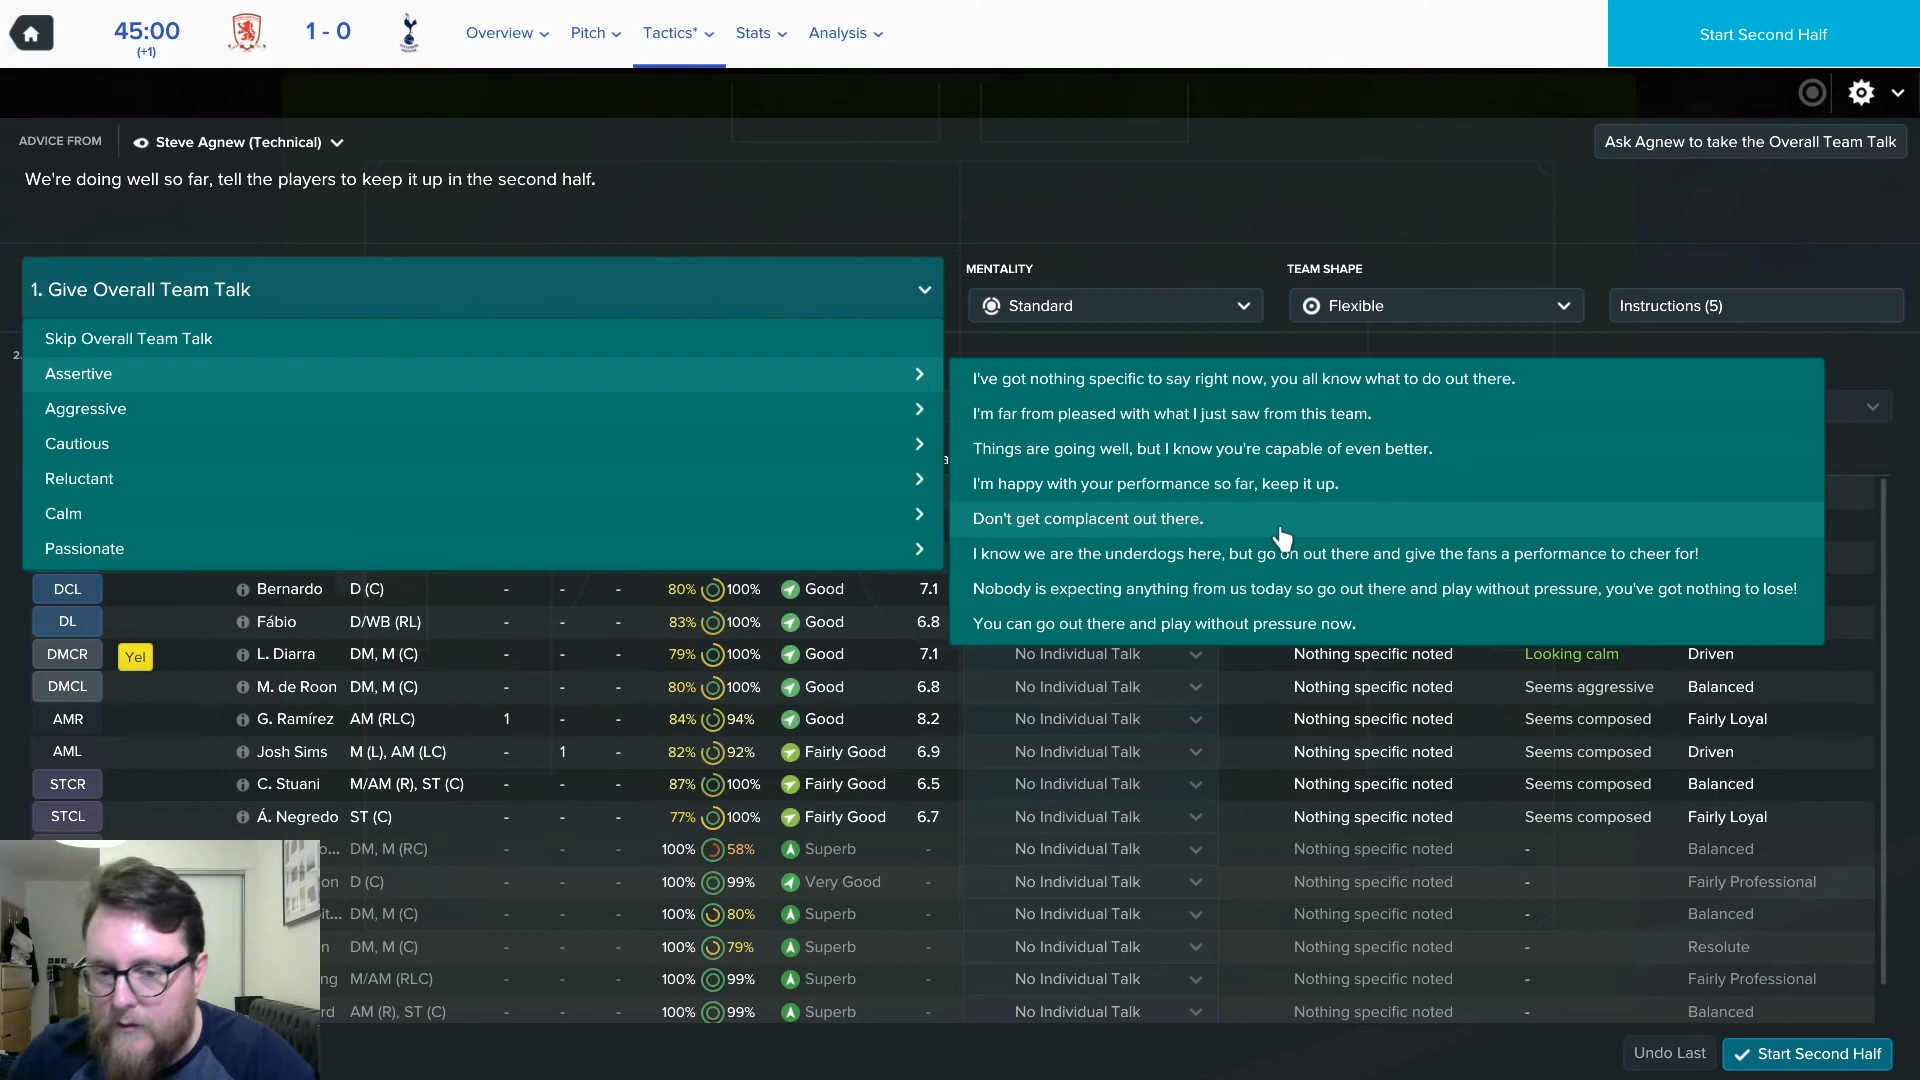 45:00
(+1)
1 - 0
Overview
Pitch
Tactics*
Stats
Analysis
Start Second Half
ADVICE FROM
Steve Agnew (Technical)
Ask Agnew to take the Overall Team Talk
We're doing well so far, tell the players to keep it up in the second half.
1. Give Overall Team Talk
MENTALITY
Standard
TEAM SHAPE
Flexible
Instructions (5)
2.
Skip Overall Team Talk
Assertive
Aggressive
Cautious
Reluctant
Calm
Passionate
I've got nothing specific to say right now, you all know what to do out there.
I'm far from pleased with what I just saw from this team.
Things are going well, but I know you're capable of even better.
I'm happy with your performance so far, keep it up.
Don't get complacent out there.
I know we are the underdogs here, but go on out there and give the fans a performance to cheer for!
Nobody is expecting anything from us today so go out there and play without pressure, you've got nothing to lose!
You can go out there and play without pressure now.
DCL Bernardo D (C) - - - 80% 100% Good 7.1
DL Fábio D/WB (RL) - - - 83% 100% Good 6.8
DMCR Yel L. Diarra DM, M (C) - - - 79% 100% Good 7.1 No Individual Talk Nothing specific noted Looking calm Driven
DMCL M. de Roon DM, M (C) - - - 80% 100% Good 6.8 No Individual Talk Nothing specific noted Seems aggressive Balanced
AMR G. Ramírez AM (RLC) 1 - - 84% 94% Good 8.2 No Individual Talk Nothing specific noted Seems composed Fairly Loyal
AML Josh Sims M (L), AM (LC) - 1 - 82% 92% Fairly Good 6.9 No Individual Talk Nothing specific noted Seems composed Driven
STCR C. Stuani M/AM (R), ST (C) - - - 87% 100% Fairly Good 6.5 No Individual Talk Nothing specific noted Seems composed Balanced
STCL Á. Negredo ST (C) - - - 77% 100% Fairly Good 6.7 No Individual Talk Nothing specific noted Seems composed Fairly Loyal
o... DM, M (RC) - - - 100% 58% Superb - No Individual Talk Nothing specific noted - Balanced
on D (C) - - - 100% 99% Very Good - No Individual Talk Nothing specific noted - Fairly Professional
it... DM, M (C) - - - 100% 80% Superb - No Individual Talk Nothing specific noted - Balanced
n DM, M (C) - - - 100% 79% Superb - No Individual Talk Nothing specific noted - Resolute
ng M/AM (RLC) - - - 100% 99% Superb - No Individual Talk Nothing specific noted - Fairly Professional
rd AM (R), ST (C) - - - 100% 99% Superb - No Individual Talk Nothing specific noted - Balanced
Undo Last
Start Second Half